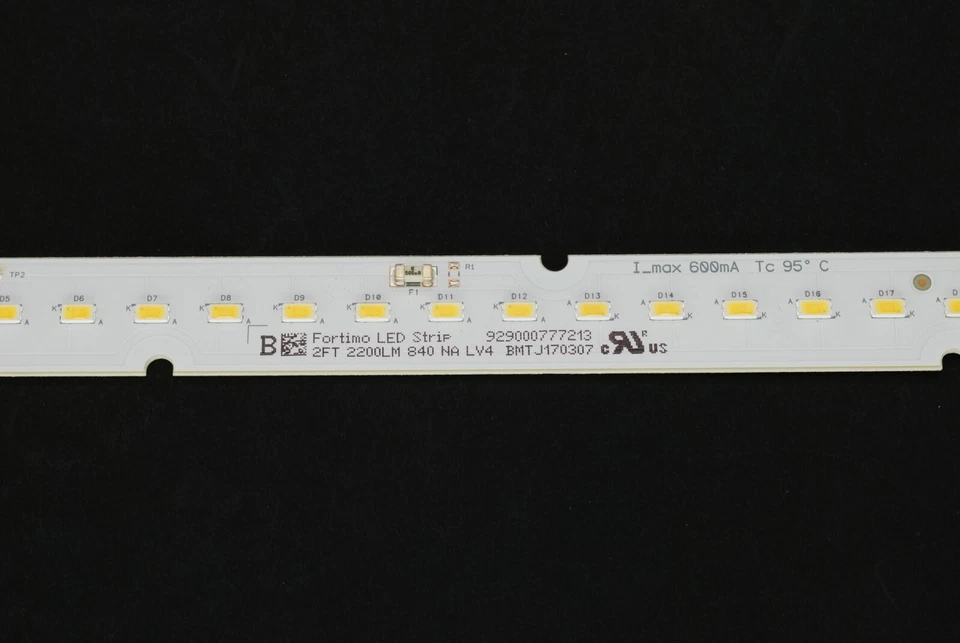 TP2
R1
I_max 600mA Tc 95° C
F1
D5 D6 D7 D8 D9 D10 D11 D12 D13 D14 D15 D16 D17
A K A K A K A K A K A K A K A A K A K A K A K A K A
B Fortimo LED Strip 929000777213
2FT 2200LM 840 NA LV4 BMTJ170307 c RU R US